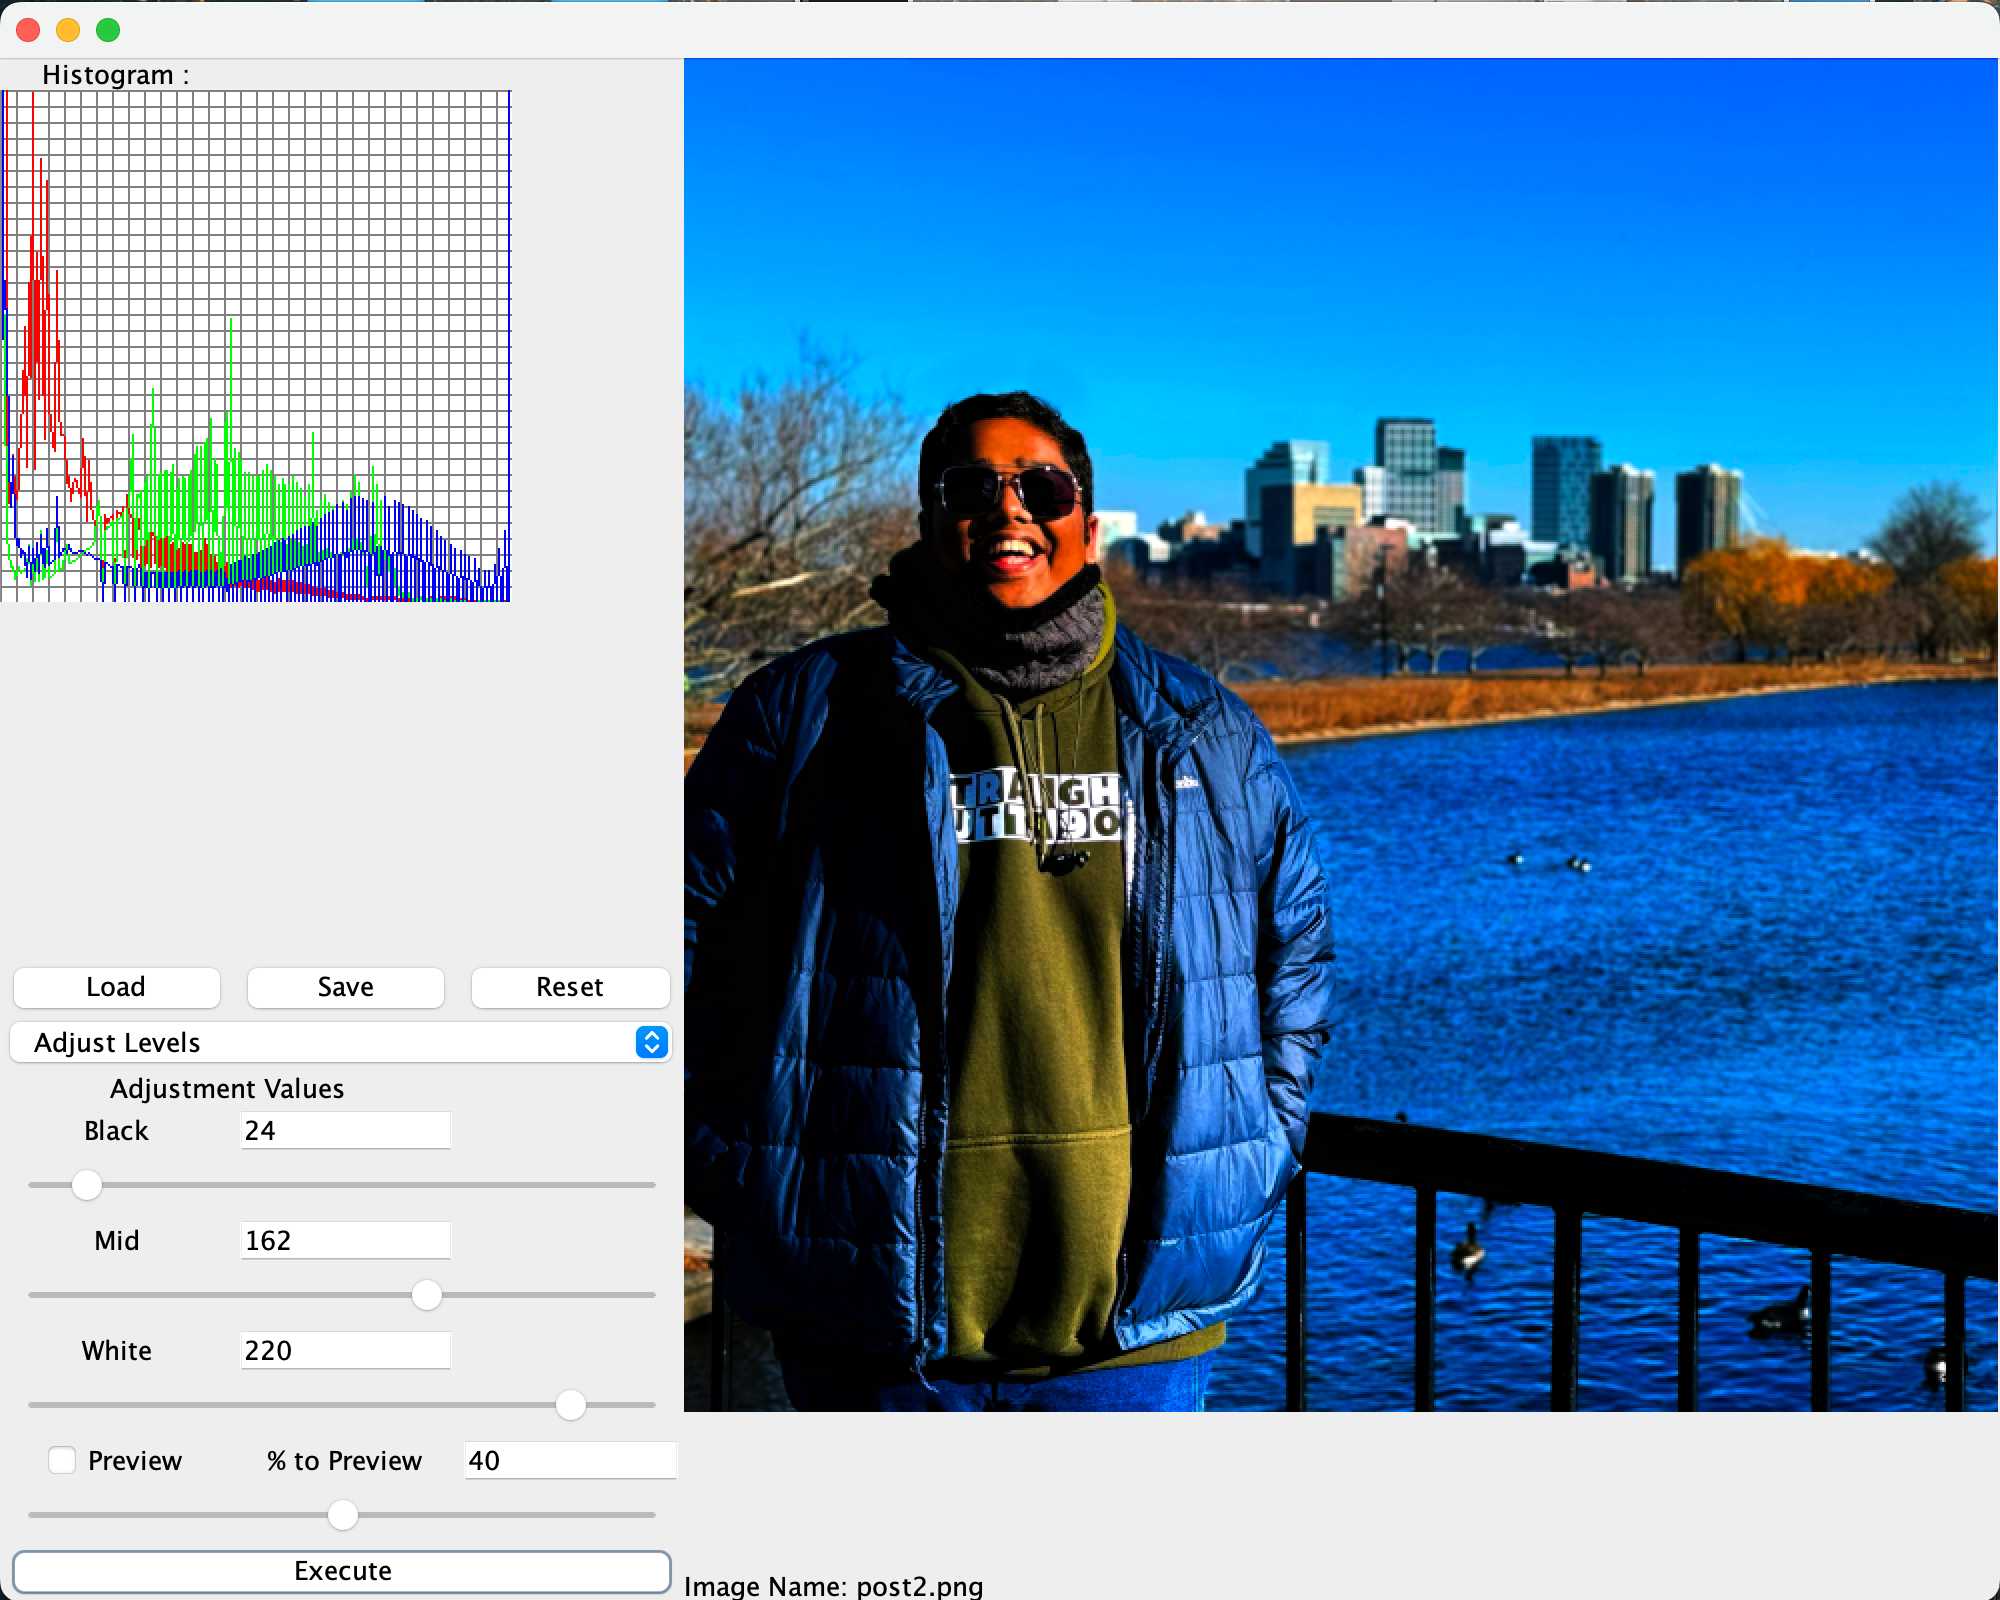 Histogram :
Load
Save
Reset
Adjust Levels
Adjustment Values
Black 24
Mid 162
White 220
Preview % to Preview 40
Execute
TRAIGH
UTTA 90
Image Name: post2.png